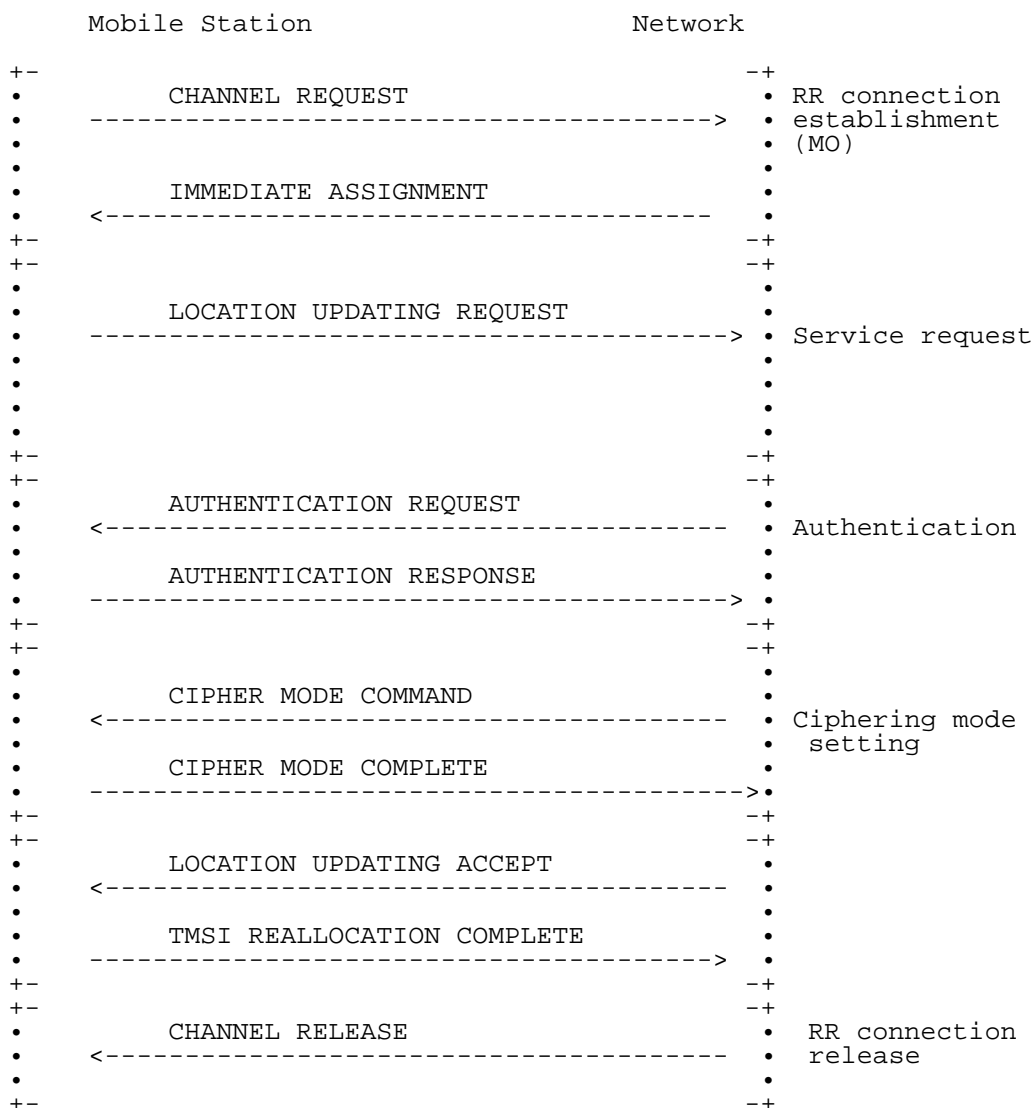 Mobile Station Network
+- -+
• CHANNEL REQUEST • RR connection
• ---------------------------------------> • establishment
• • (MO)
• •
• IMMEDIATE ASSIGNMENT •
• <--------------------------------------- •
+- -+
+- -+
• •
• LOCATION UPDATING REQUEST •
• ----------------------------------------> • Service request
• •
• •
• •
• •
+- -+
+- -+
• AUTHENTICATION REQUEST •
• <---------------------------------------- • Authentication
• •
• AUTHENTICATION RESPONSE •
• ----------------------------------------> •
+- -+
+- -+
• •
• CIPHER MODE COMMAND •
• <---------------------------------------- • Ciphering mode
• • setting
• CIPHER MODE COMPLETE •
• ----------------------------------------->•
+- -+
+- -+
• LOCATION UPDATING ACCEPT •
• <---------------------------------------- •
• •
• TMSI REALLOCATION COMPLETE •
• ---------------------------------------> •
+- -+
+- -+
• CHANNEL RELEASE • RR connection
• <---------------------------------------- • release
• •
+- -+